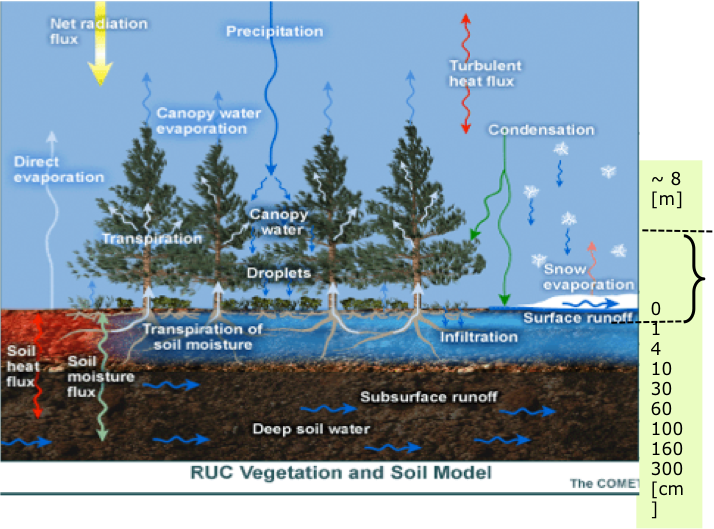 Net radiation
flux
Precipitation
Turbulent
heat flux
Canopy water
evaporation
Condensation
Direct
evaporation
~ 8
[m]
Canopy
water
Transpiration
Droplets
Snow
evaporation
Surface runoff
Transpiration of
soil moisture
Infiltration
Soil
heat
flux
Soil
moisture
flux
Subsurface runoff
Deep soil water
0
1
4
10
30
60
100
160
300
[cm
]
RUC Vegetation and Soil Model
The COMET